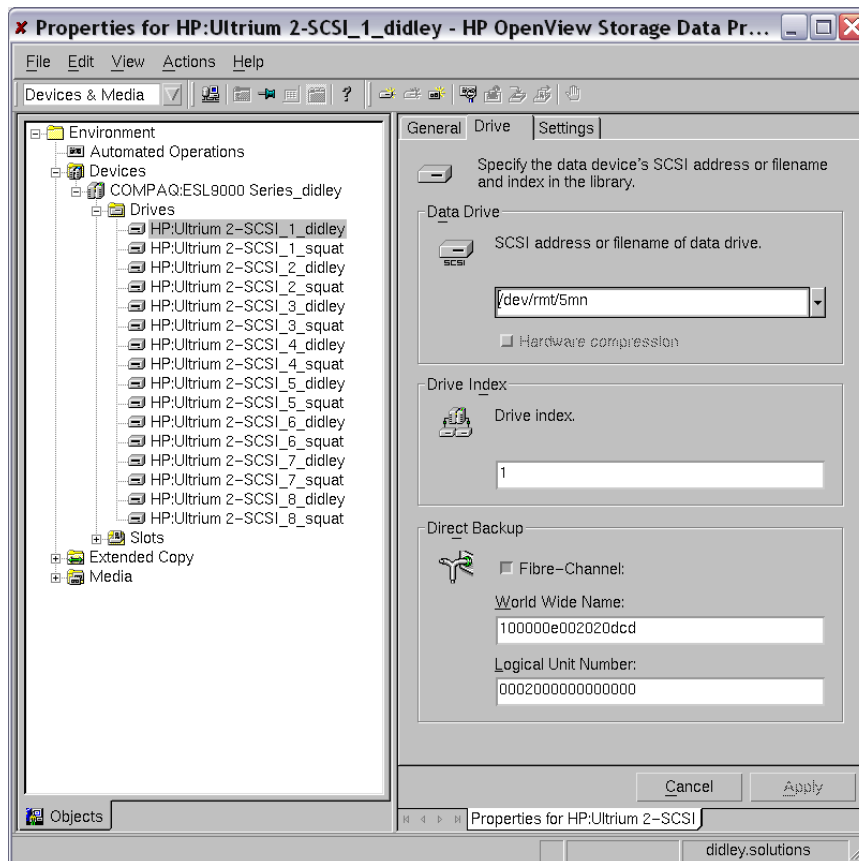 Properties for HP:Ultrium 2-SCSI_1_didley - HP OpenView Storage Data Pr...
File Edit View Actions Help
Devices & Media
Environment
Automated Operations
Devices
COMPAQ:ESL9000 Series_didley
Drives
HP:Ultrium 2-SCSI_1_didley
HP:Ultrium 2-SCSI_1_squat
HP:Ultrium 2-SCSI_2_didley
HP:Ultrium 2-SCSI_2_squat
HP:Ultrium 2-SCSI_3_didley
HP:Ultrium 2-SCSI_3_squat
HP:Ultrium 2-SCSI_4_didley
HP:Ultrium 2-SCSI_4_squat
HP:Ultrium 2-SCSI_5_didley
HP:Ultrium 2-SCSI_5_squat
HP:Ultrium 2-SCSI_6_didley
HP:Ultrium 2-SCSI_6_squat
HP:Ultrium 2-SCSI_7_didley
HP:Ultrium 2-SCSI_7_squat
HP:Ultrium 2-SCSI_8_didley
HP:Ultrium 2-SCSI_8_squat
Slots
Extended Copy
Media
Objects
General Drive Settings
Specify the data device's SCSI address or filename
and index in the library.
Data Drive
SCSI address or filename of data drive.
SCSI
/dev/rmt/5mn
Hardware compression
Drive Index
Drive index.
1
Direct Backup
Fibre-Channel:
World Wide Name:
100000e002020dcd
Logical Unit Number:
0002000000000000
Cancel Apply
Properties for HP:Ultrium 2-SCSI
didley.solutions